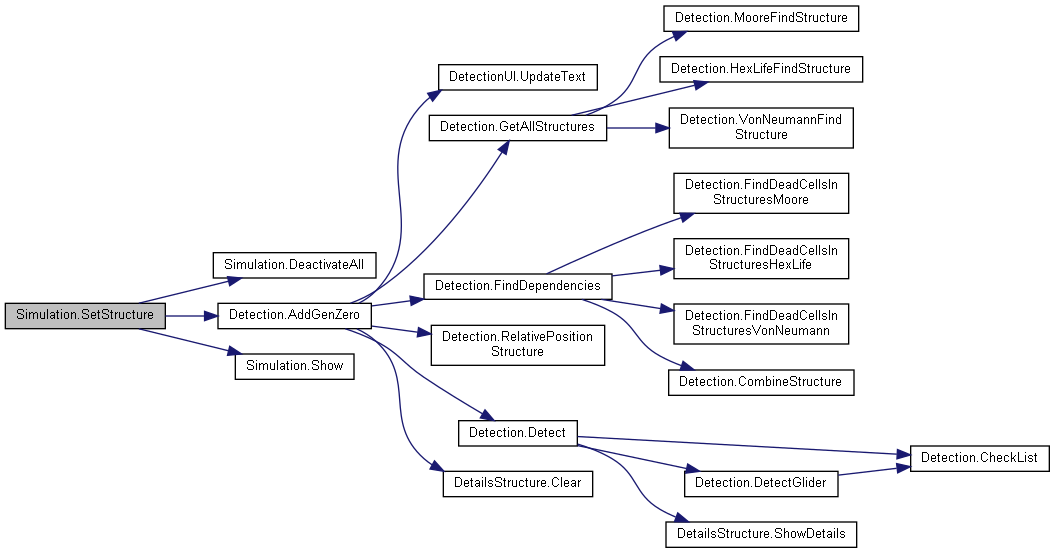 Detection.MooreFindStructure
Detection.HexLifeFindStructure
DetectionUI.UpdateText
Detection.GetAllStructures
Detection.VonNeumannFind
Structure
Detection.FindDeadCellsIn
StructuresMoore
Simulation.DeactivateAll
Detection.FindDeadCellsIn
StructuresHexLife
Detection.FindDependencies
Simulation.SetStructure
Detection.AddGenZero
Detection.FindDeadCellsIn
StructuresVonNeumann
Detection.RelativePosition
Structure
Simulation.Show
Detection.CombineStructure
Detection.Detect
Detection.CheckList
DetailsStructure.Clear
Detection.DetectGlider
DetailsStructure.ShowDetails